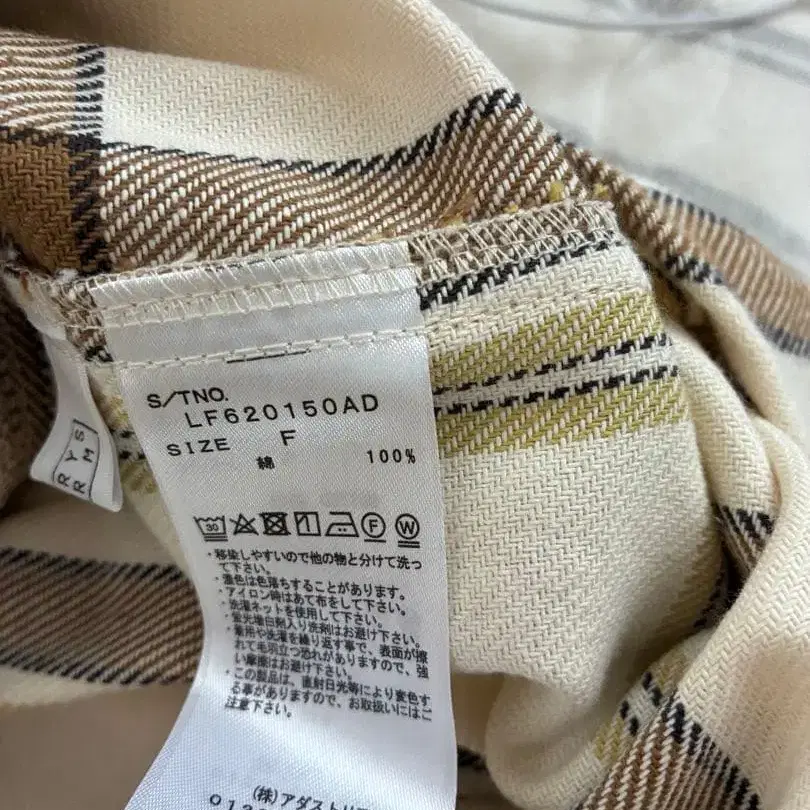 S/TNO.
LF620150AD
SIZE F
綿 100%
30 F W
・移染しやすいので他の物と分けて洗っ
て下さい。
・濃色は色落ちすることがあります。
・アイロン時はあて布をして下さい。
・洗濯ネットを使用して下さい。
・蛍光増白剤入り洗剤はお避け下さい。
・着用や洗濯を繰り返す事で、表面が擦
れて毛羽立つ恐れがありますので、強
い摩擦はお避け下さい。
・この製品は、直射日光等により変色す
る事がありますので、お取扱いにはご
注意下さい。
(株)アダストリア
R Y S
R M